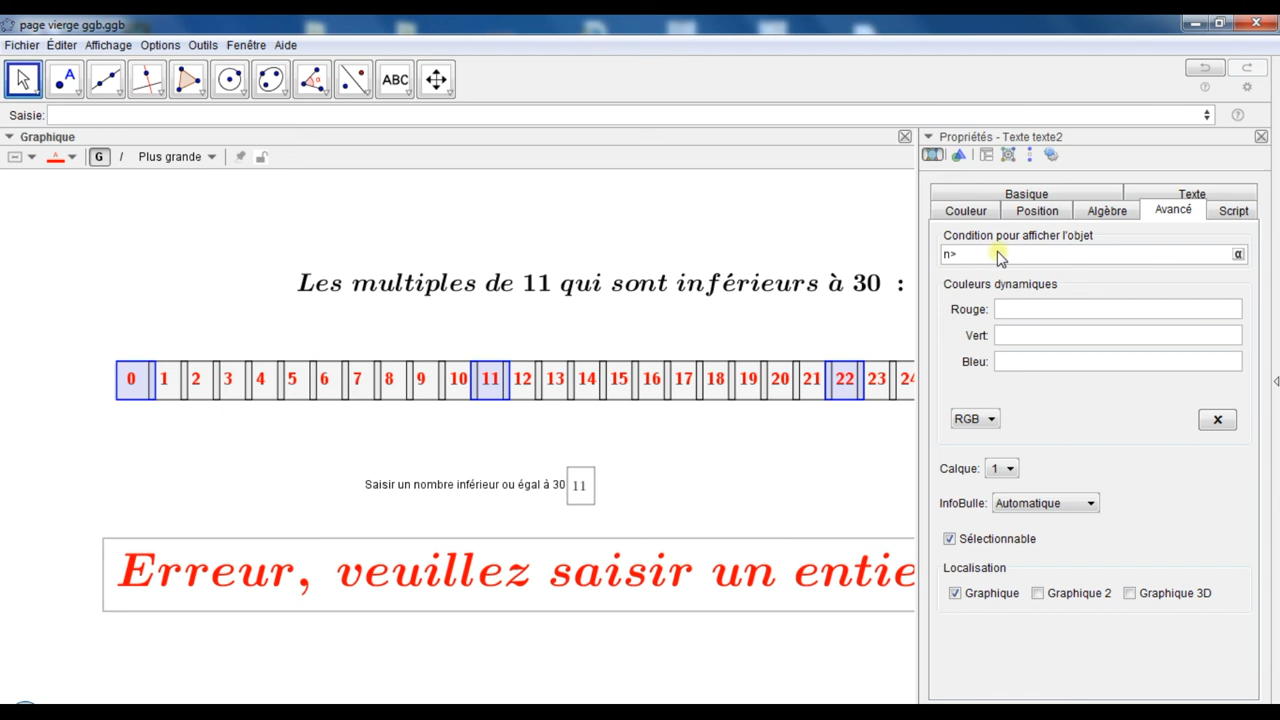 page vierge ggb.ggb
Fichier Éditer Affichage Options Outils Fenêtre Aide
ABC
Saisie:
Graphique
Propriétés - Texte texte2
G / Plus grande
Basique Texte
Couleur Position Algèbre Avancé Script
Condition pour afficher l'objet
n> α
Couleurs dynamiques
Rouge:
Vert:
Bleu:
RGB x
Calque: 1
InfoBulle: Automatique
Sélectionnable
Localisation
Graphique Graphique 2 Graphique 3D
Les multiples de 11 qui sont inférieurs à 30 :
0 1 2 3 4 5 6 7 8 9 10 11 12 13 14 15 16 17 18 19 20 21 22 23 24
Saisir un nombre inférieur ou égal à 30 11
Erreur, veuillez saisir un entie